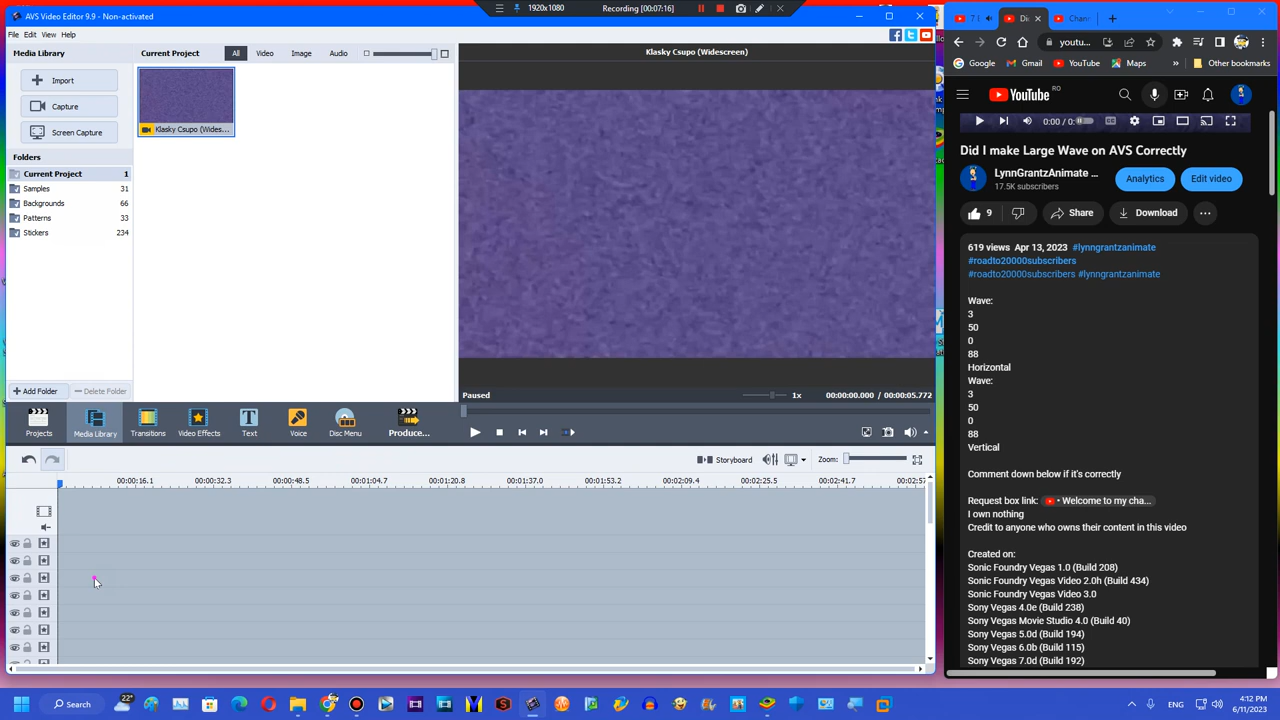 1920x1080
Recording [00:07:16]
AVS Video Editor 9.9 - Non-activated
File Edit View Help
Media Library
Current Project
All
Video
Image
Audio
Klasky Csupo (Widescreen)
Import
Capture
Screen Capture
Klasky Csupo (Wides...
Folders
Current Project 1
Samples 31
Backgrounds 66
Patterns 33
Stickers 234
Add Folder
Delete Folder
Paused
1x
00:00:00.000 / 00:00:05.772
Projects
Media Library
Transitions
Video Effects
Text
Voice
Disc Menu
Produce...
Storyboard
Zoom:
00:00:16.1 00:00:32.3 00:00:48.5 00:01:04.7 00:01:20.8 00:01:37.0 00:01:53.2 00:02:09.4 00:02:25.5 00:02:41.7 00:02:57
7 (
Di
Chan
youtu...
Google
Gmail
YouTube
Maps
»
Other bookmarks
YouTube RO
0:00 / 0:0
Did I make Large Wave on AVS Correctly
LynnGrantzAnimate ...
17.5K subscribers
Analytics
Edit video
9
Share
Download
619 views Apr 13, 2023 #lynngrantzanimate
#roadto20000subscribers
#roadto20000subscribers #lynngrantzanimate
Wave:
3
50
0
88
Horizontal
Wave:
3
50
0
88
Vertical
Comment down below if it's correctly
Request box link: • Welcome to my cha...
I own nothing
Credit to anyone who owns their content in this video
Created on:
Sonic Foundry Vegas 1.0 (Build 208)
Sonic Foundry Vegas Video 2.0h (Build 434)
Sonic Foundry Vegas Video 3.0
Sony Vegas 4.0e (Build 238)
Sony Vegas Movie Studio 4.0 (Build 40)
Sony Vegas 5.0d (Build 194)
Sony Vegas 6.0b (Build 115)
Sony Vegas 7.0d (Build 192)
Search
22°
ENG
4:12 PM
6/11/2023